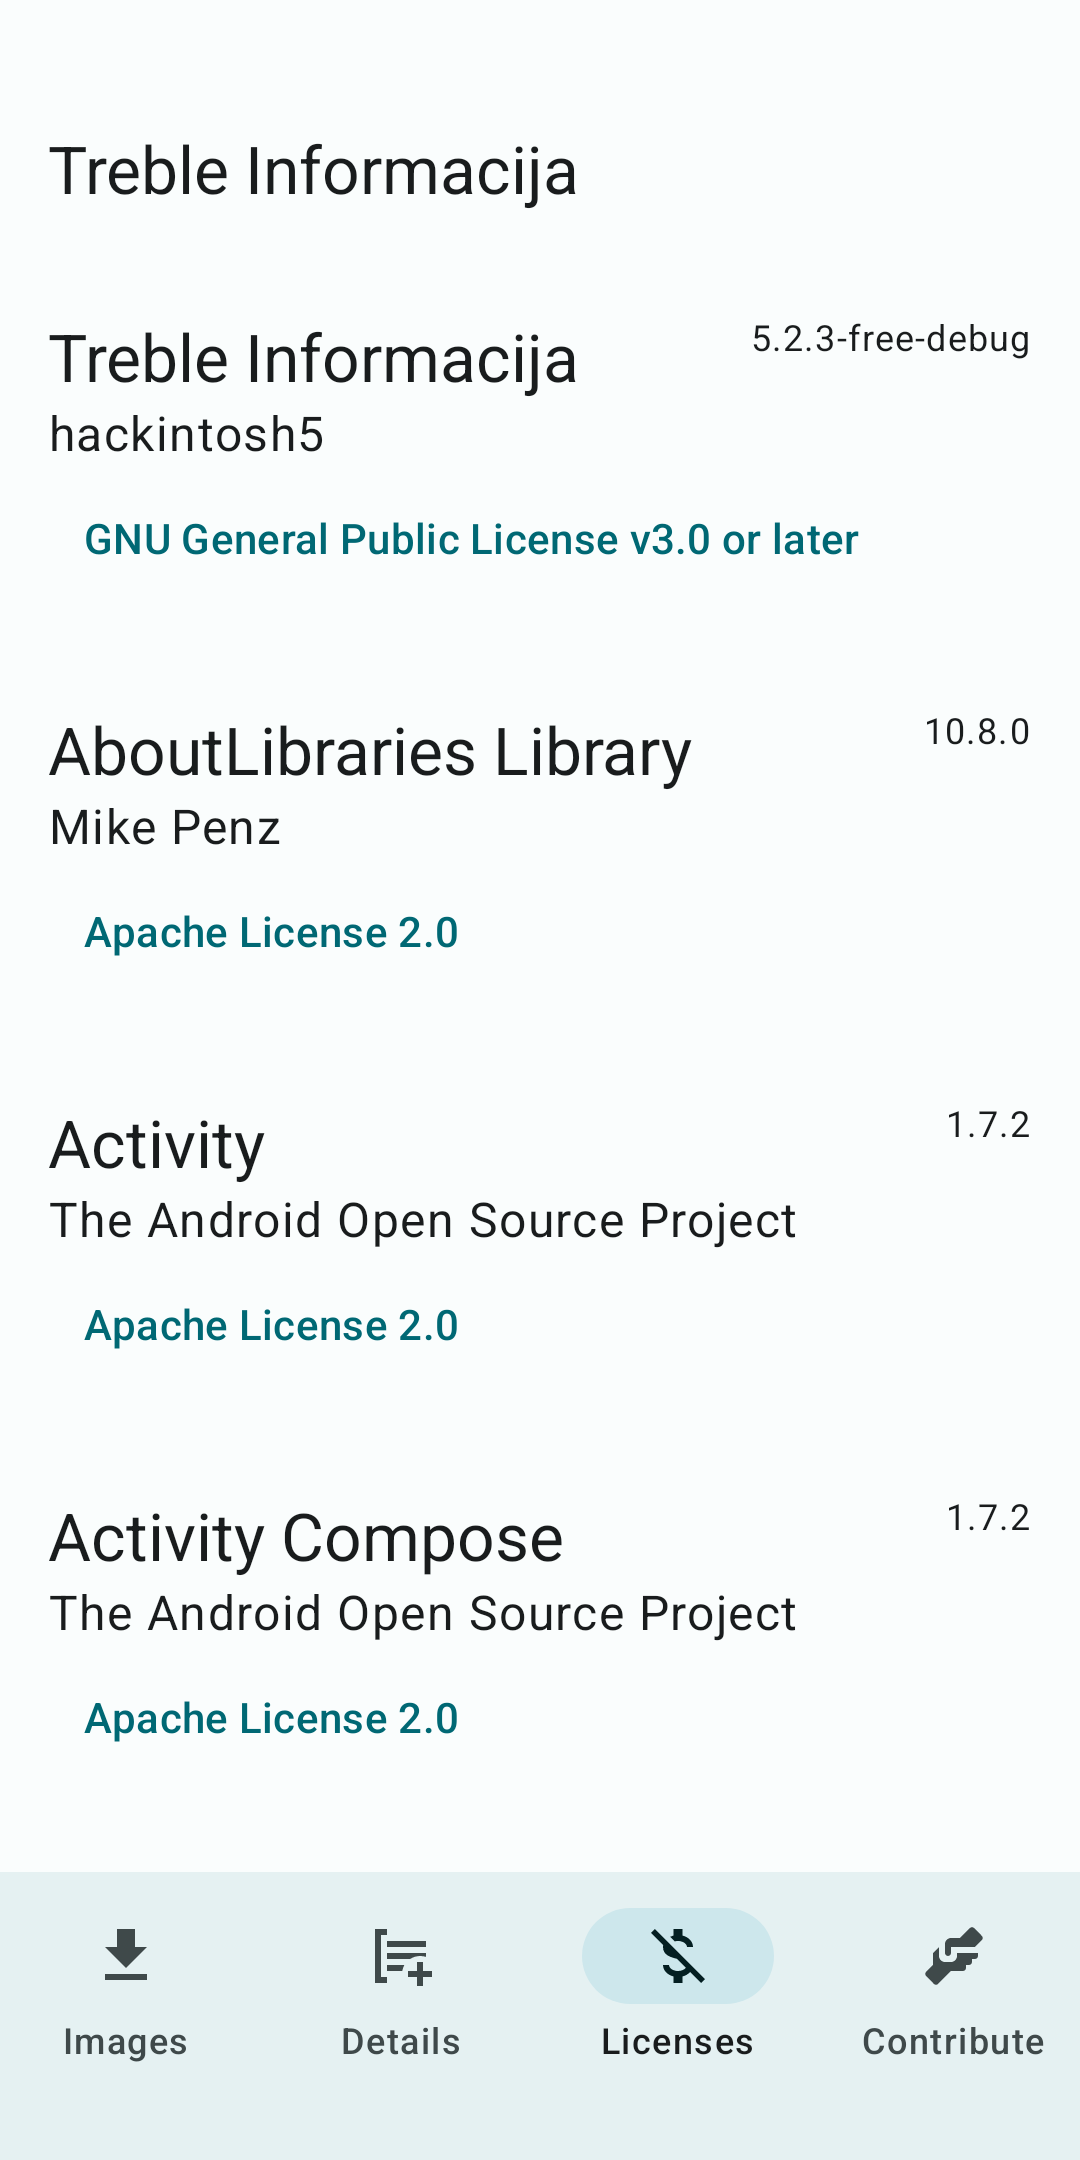 Treble Informacija
Treble Informacija
5.2.3-free-debug
hackintosh5
GNU General Public License v3.0 or later
AboutLibraries Library
10.8.0
Mike Penz
Apache License 2.0
Activity
1.7.2
The Android Open Source Project
Apache License 2.0
Activity Compose
1.7.2
The Android Open Source Project
Apache License 2.0
Images
Details
Licenses
Contribute